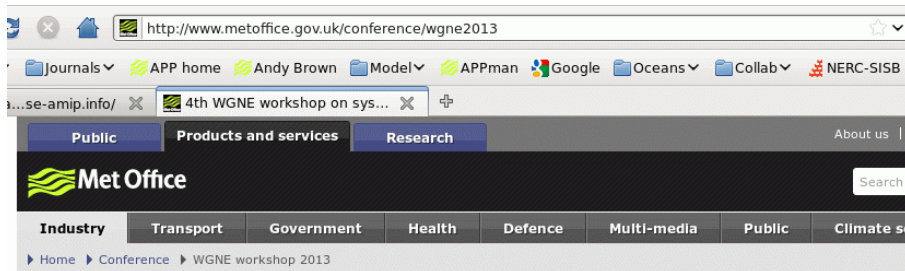 http://www.metoffice.gov.uk/conference/wgne2013
Journals APP home Andy Brown Model APPman Google Oceans Collab NERC-SISB
a...se-amip.info/ 4th WGNE workshop on sys...
Public Products and services Research About us |
Met Office Search
Industry Transport Government Health Defence Multi-media Public Climate s
Home Conference WGNE workshop 2013